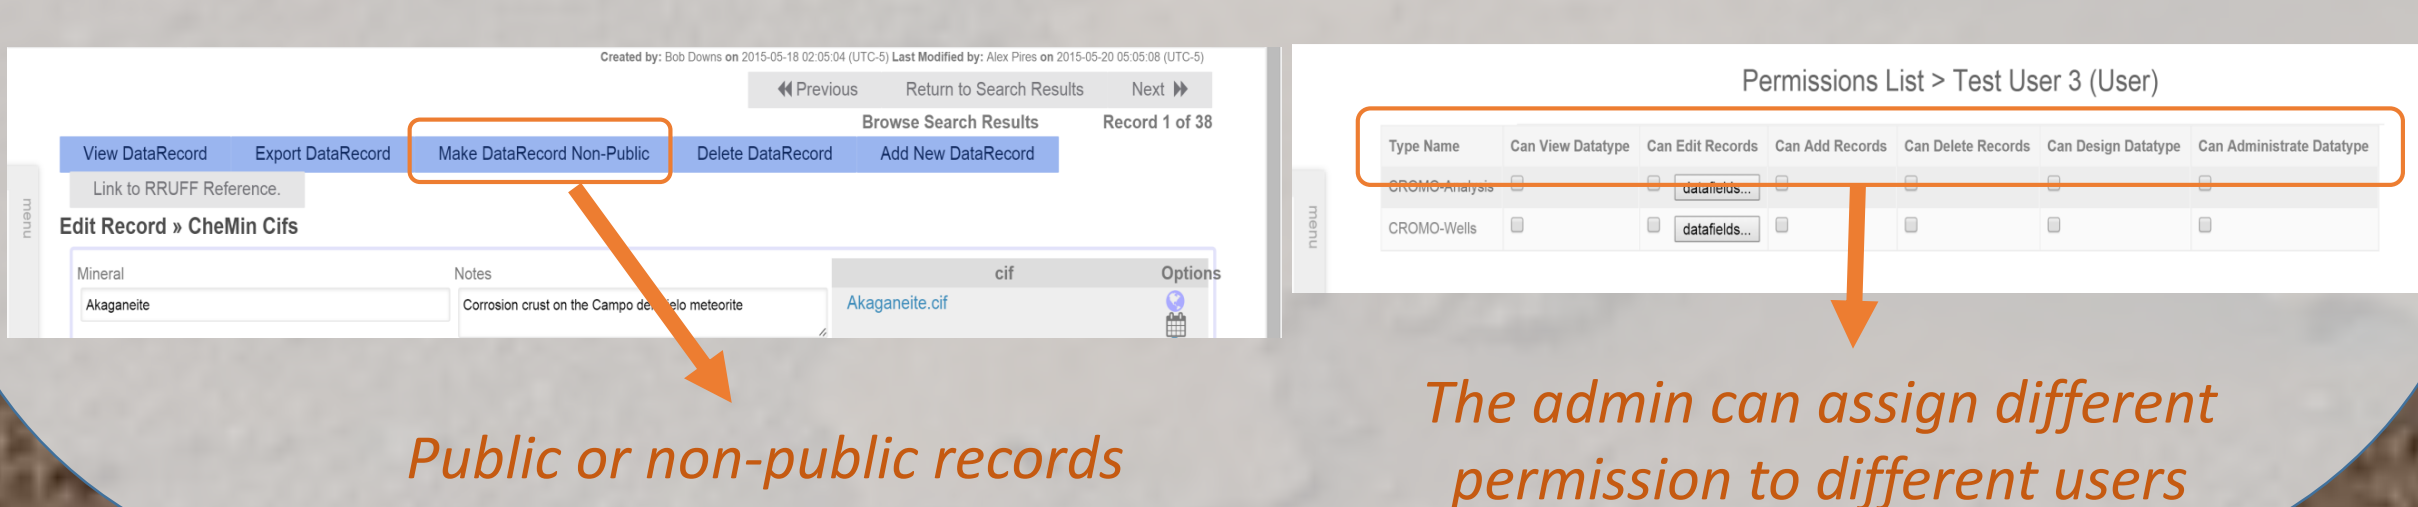 Created by: Bob Downs on 2015-05-18 02:05:04 (UTC-5) Last Modified by: Alex Pires on 2015-05-20 05:05:08 (UTC-5)
Previous Return to Search Results Next
Browse Search Results Record 1 of 38
View DataRecord Export DataRecord Make DataRecord Non-Public Delete DataRecord Add New DataRecord
Link to RRUFF Reference.
menu
Edit Record » CheMin Cifs
Mineral Notes cif Options
Akaganeite Corrosion crust on the Campo del Cielo meteorite Akaganeite.cif
Public or non-public records
Permissions List > Test User 3 (User)
Type Name Can View Datatype Can Edit Records Can Add Records Can Delete Records Can Design Datatype Can Administrate Datatype
CROMO-Analysis datafields...
CROMO-Wells datafields...
menu
The admin can assign different
permission to different users